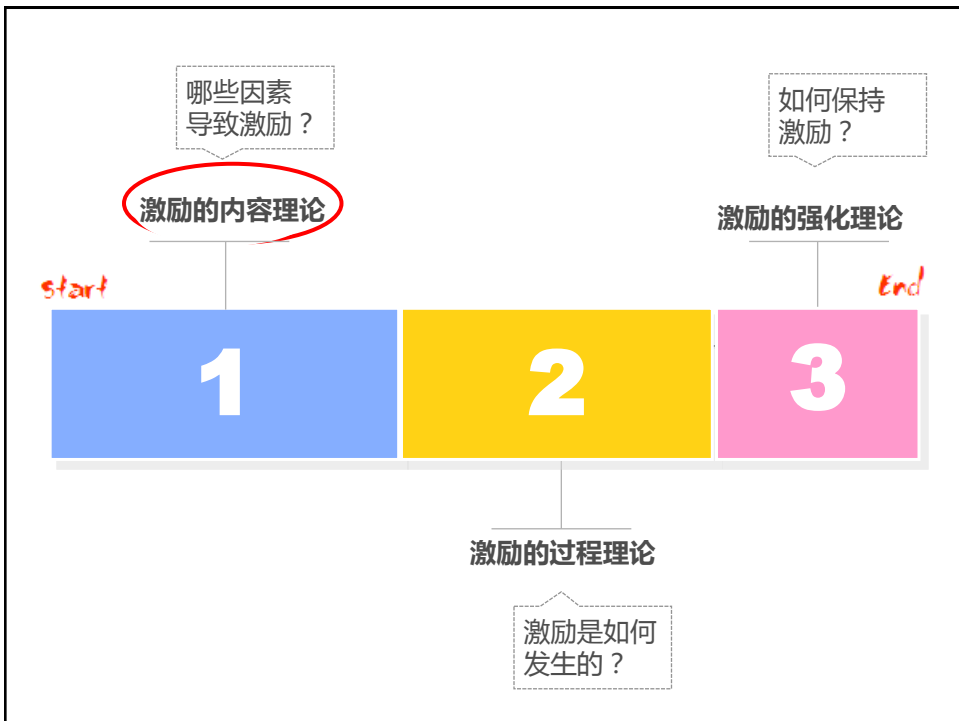 哪些因素
导致激励？
如何保持
激励？
激励的内容理论
激励的强化理论
start
End
1
2
3
激励的过程理论
激励是如何
发生的？